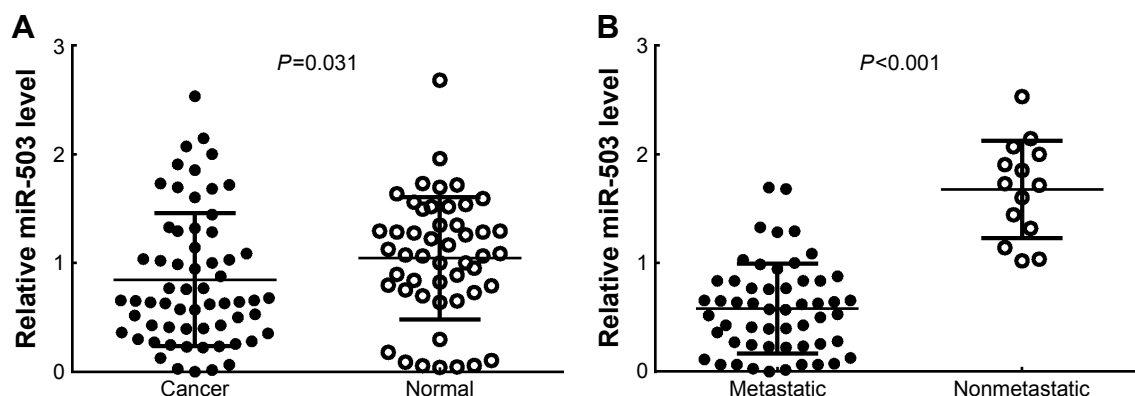 A
Relative miR-503 level
3
2
1
0
P=0.031
Cancer
Normal
B
Relative miR-503 level
3
2
1
0
P<0.001
Metastatic
Nonmetastatic